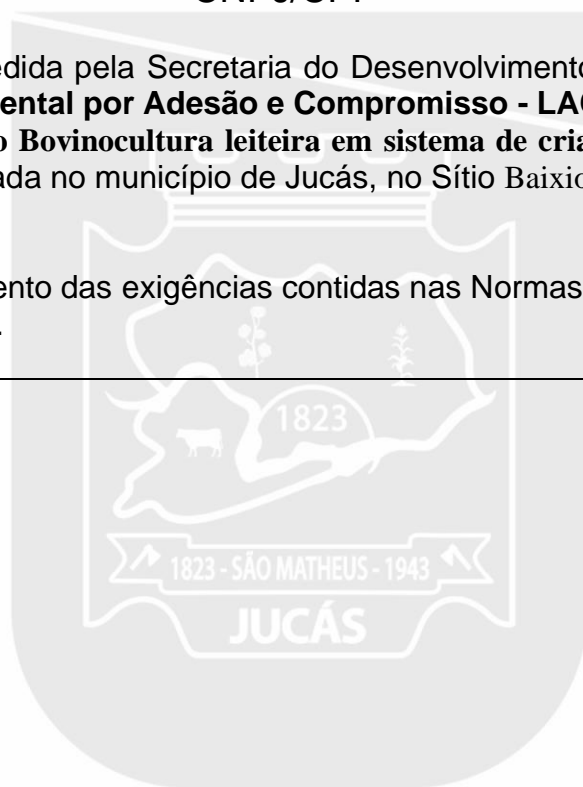 edida pela Secretaria do Desenvolvimento
ental por Adesão e Compromisso - LAC
o Bovinocultura leiteira em sistema de cria
ada no município de Jucás, no Sítio Baixio
ento das exigências contidas nas Normas
.
1823
1823 - SÃO MATHEUS - 1943
JUCÁS